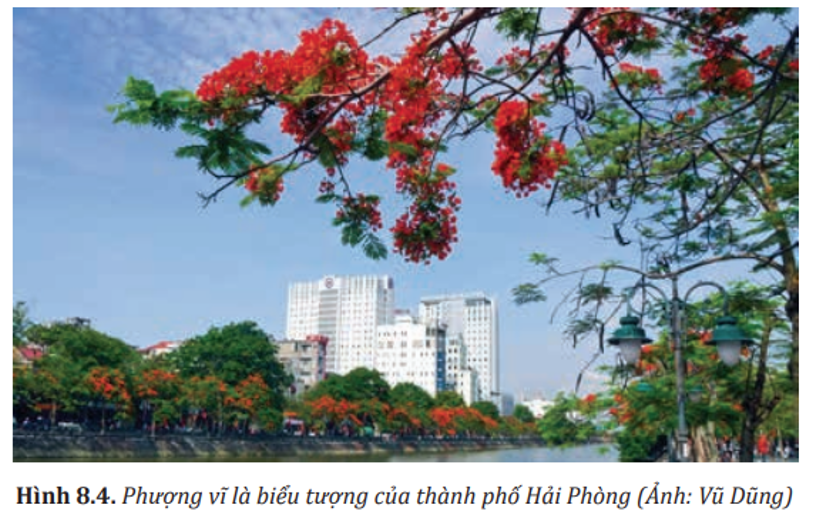 Hình 8.4. Phượng vĩ là biểu tượng của thành phố Hải Phòng (Ảnh: Vũ Dũng)